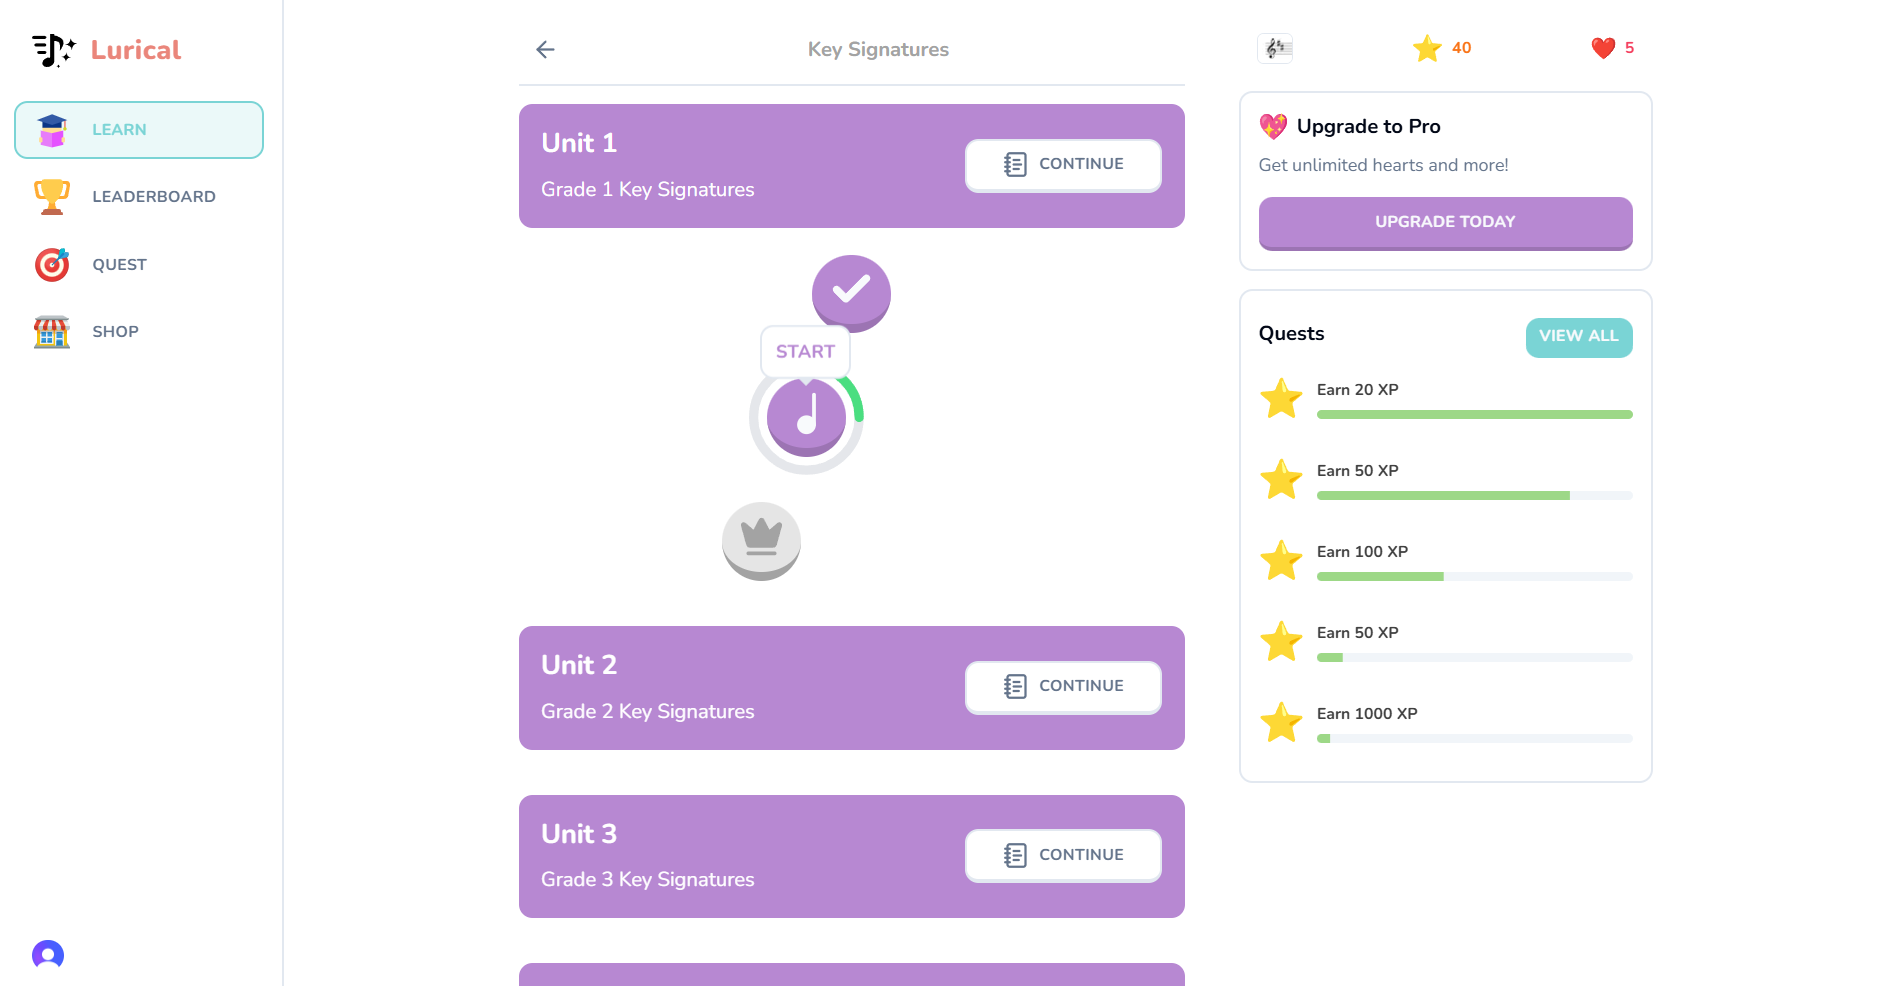 Lurical
LEARN
LEADERBOARD
QUEST
SHOP
Key Signatures
Unit 1
Grade 1 Key Signatures
CONTINUE
START
Unit 2
Grade 2 Key Signatures
CONTINUE
Unit 3
Grade 3 Key Signatures
CONTINUE
40
5
Upgrade to Pro
Get unlimited hearts and more!
UPGRADE TODAY
Quests
VIEW ALL
Earn 20 XP
Earn 50 XP
Earn 100 XP
Earn 50 XP
Earn 1000 XP